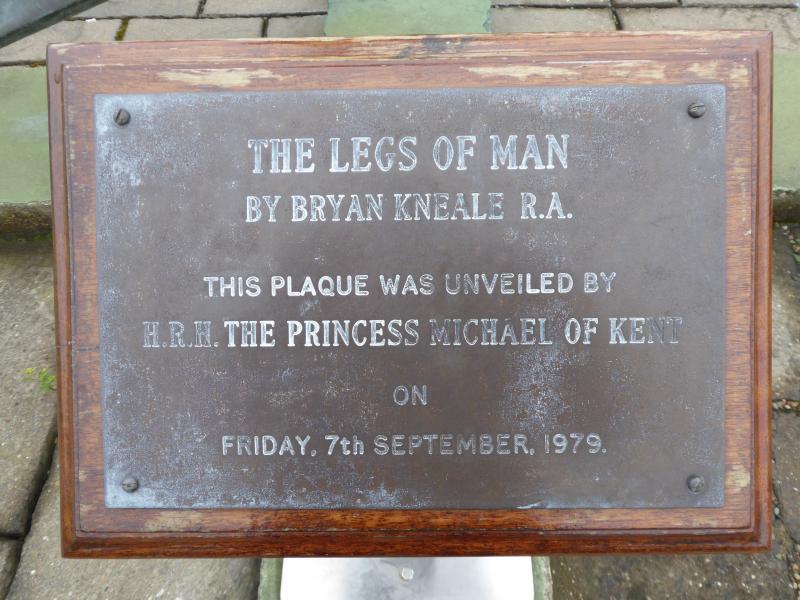 THE LEGS OF MAN
BY BRYAN KNEALE R.A.
THIS PLAQUE WAS UNVEILED BY
H.R.H. THE PRINCESS MICHAEL OF KENT
ON
FRIDAY, 7th SEPTEMBER, 1979.